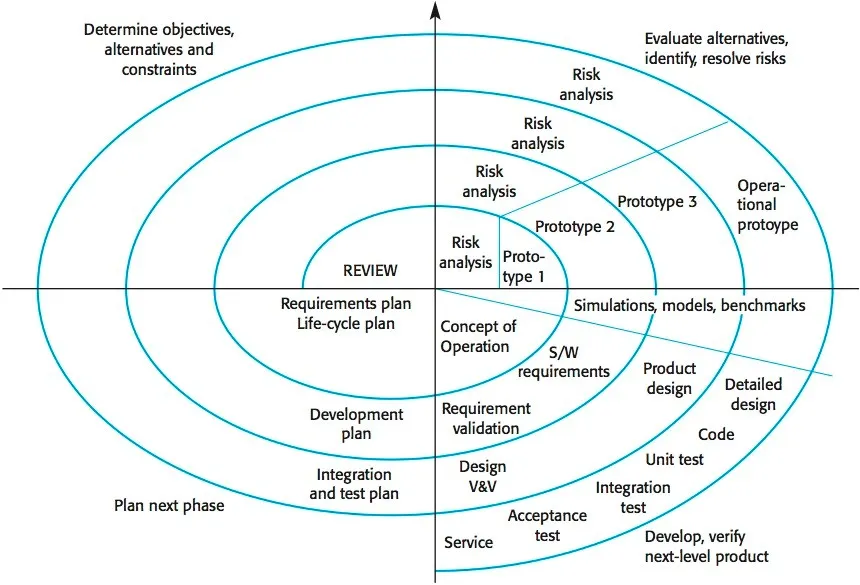 Determine objectives,
alternatives and
constraints
Evaluate alternatives,
identify, resolve risks
Risk
analysis
Risk
analysis
Risk
analysis
Risk
analysis
REVIEW
Proto-
type 1
Prototype 2
Prototype 3
Opera-
tional
protoype
Requirements plan
Life-cycle plan
Simulations, models, benchmarks
Concept of
Operation
S/W
requirements
Product
design
Detailed
design
Development
plan
Requirement
validation
Code
Unit test
Integration
and test plan
Design
V&V
Integration
test
Acceptance
test
Service
Plan next phase
Develop, verify
next-level product